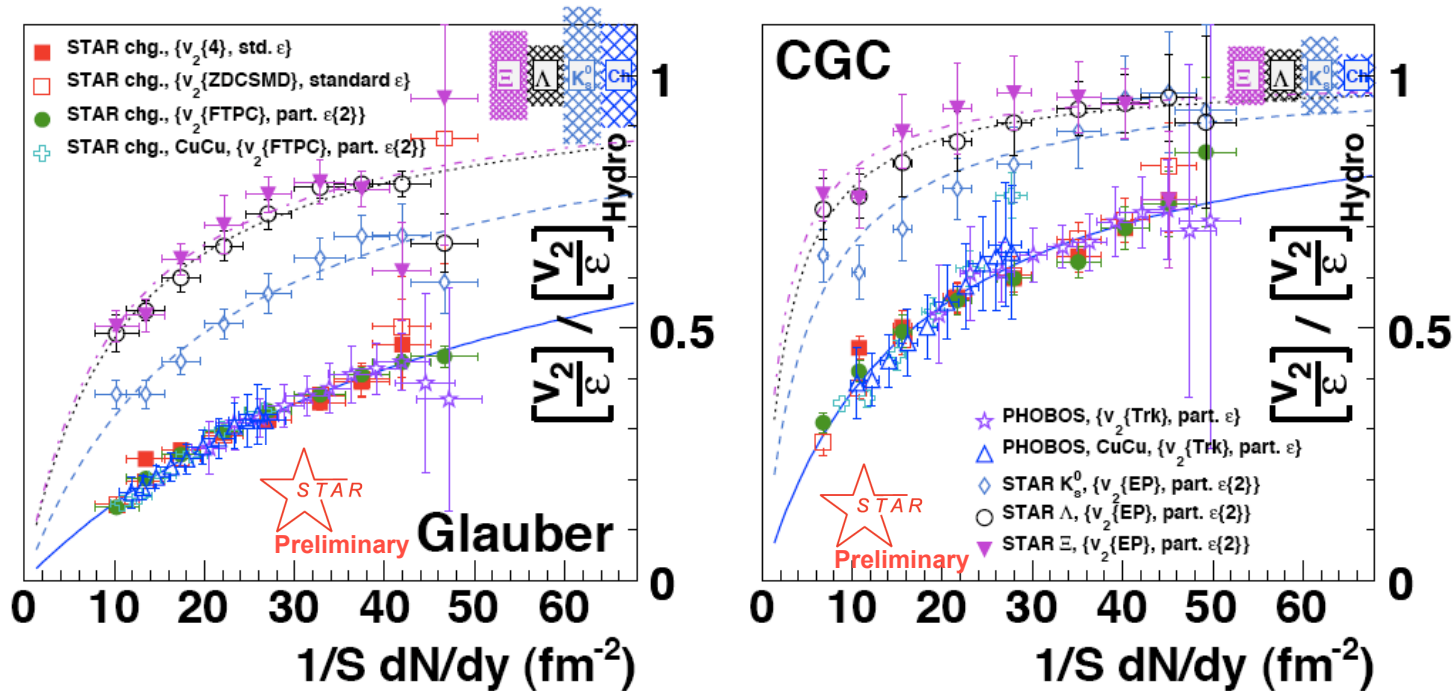 STAR chg., {v₂{4}, std. ε}
STAR chg., {v₂{ZDCSMD}, standard ε}
STAR chg., {v₂{FTPC}, part. ε{2}}
STAR chg., CuCu, {v₂{FTPC}, part. ε{2}}
Ξ Λ K⁰ₛ Ch
1
0.5
0
[v₂/ε] / [v₂/ε]Hydro
STAR
Preliminary
Glauber
0 10 20 30 40 50 60
1/S dN/dy (fm⁻²)
CGC
Ξ Λ K⁰ₛ Ch
1
0.5
0
[v₂/ε] / [v₂/ε]Hydro
PHOBOS, {v₂{Trk}, part. ε}
PHOBOS, CuCu, {v₂{Trk}, part. ε}
STAR K⁰ₛ, {v₂{EP}, part. ε{2}}
STAR Λ, {v₂{EP}, part. ε{2}}
STAR Ξ, {v₂{EP}, part. ε{2}}
STAR
Preliminary
0 10 20 30 40 50 60
1/S dN/dy (fm⁻²)